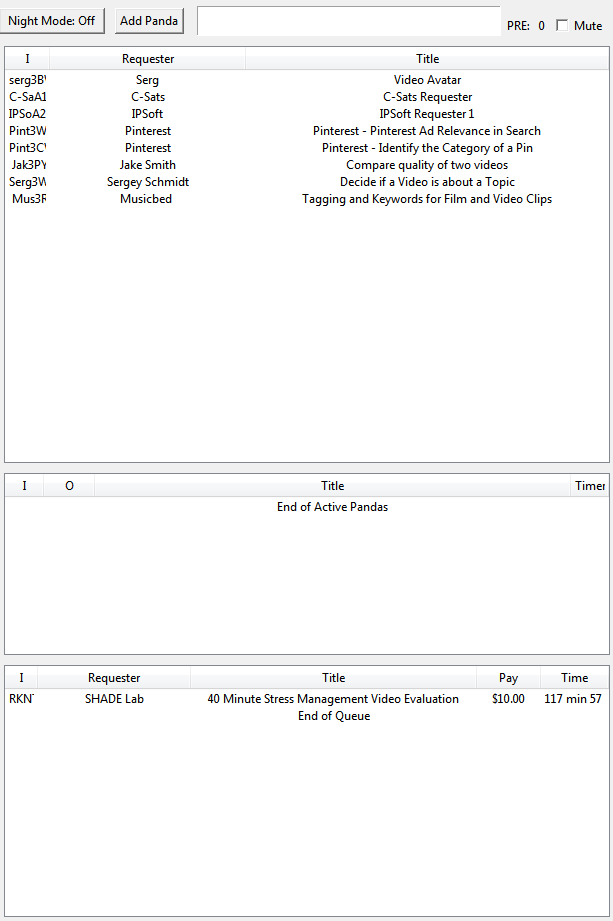 Night Mode: Off Add Panda PRE: 0 Mute
I Requester Title
serg3B Serg Video Avatar
C-SaA1 C-Sats C-Sats Requester
IPSoA2 IPSoft IPSoft Requester 1
Pint3W Pinterest Pinterest - Pinterest Ad Relevance in Search
Pint3C Pinterest Pinterest - Identify the Category of a Pin
Jak3PY Jake Smith Compare quality of two videos
Serg3W Sergey Schmidt Decide if a Video is about a Topic
Mus3R Musicbed Tagging and Keywords for Film and Video Clips
I O Title Timer
End of Active Pandas
I Requester Title Pay Time
RKN SHADE Lab 40 Minute Stress Management Video Evaluation $10.00 117 min 57
End of Queue